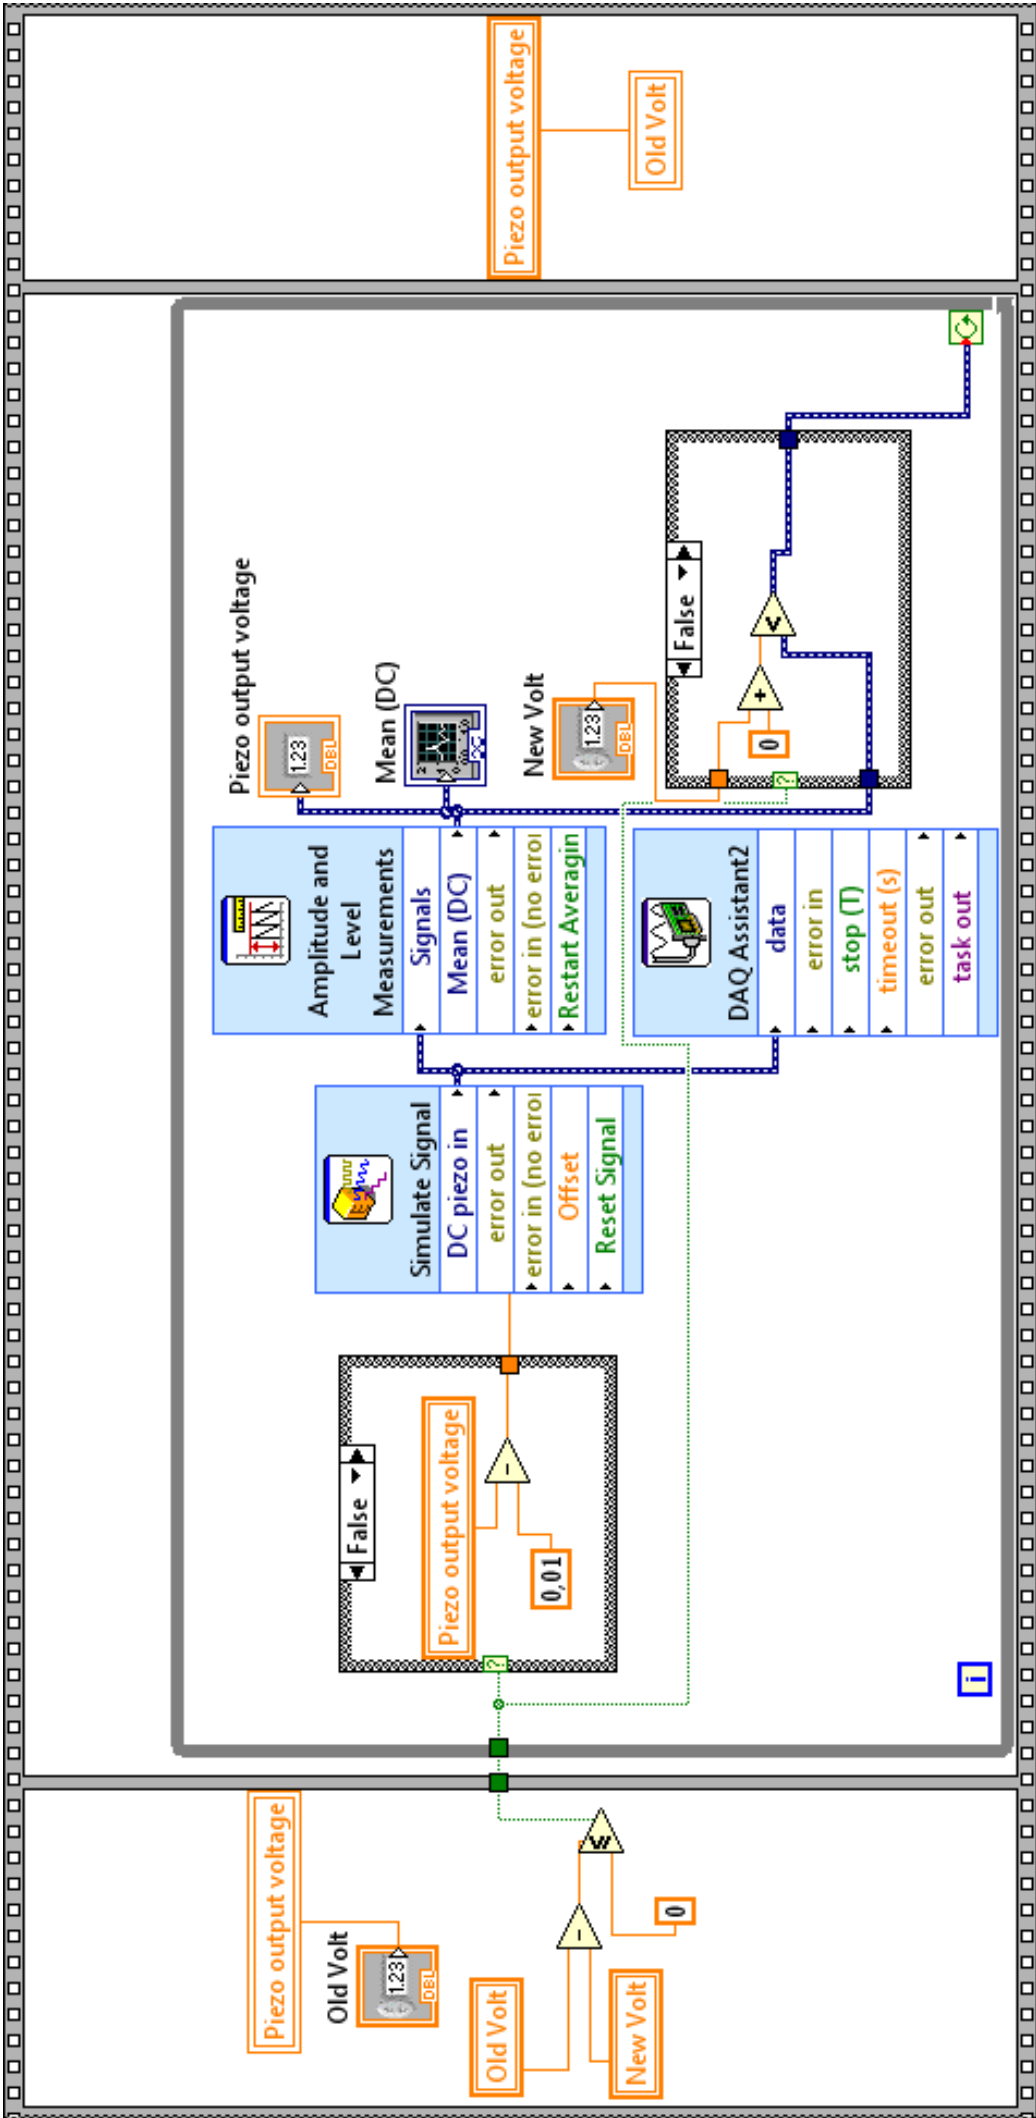 Piezo output voltage
Old Volt
1.23
DBL
Old Volt
New Volt
-
0
False
Piezo output voltage
-
0,01
?
i
Simulate Signal
DC piezo in
error out
error in (no error
Offset
Reset Signal
Amplitude and
Level
Measurements
Signals
Mean (DC)
error out
error in (no error
Restart Averagin
DAQ Assistant2
data
error in
stop (T)
timeout (s)
error out
task out
Piezo output voltage
1.23
DBL
Mean (DC)
New Volt
1.23
DBL
False
+
0
?
Piezo output voltage
Old Volt